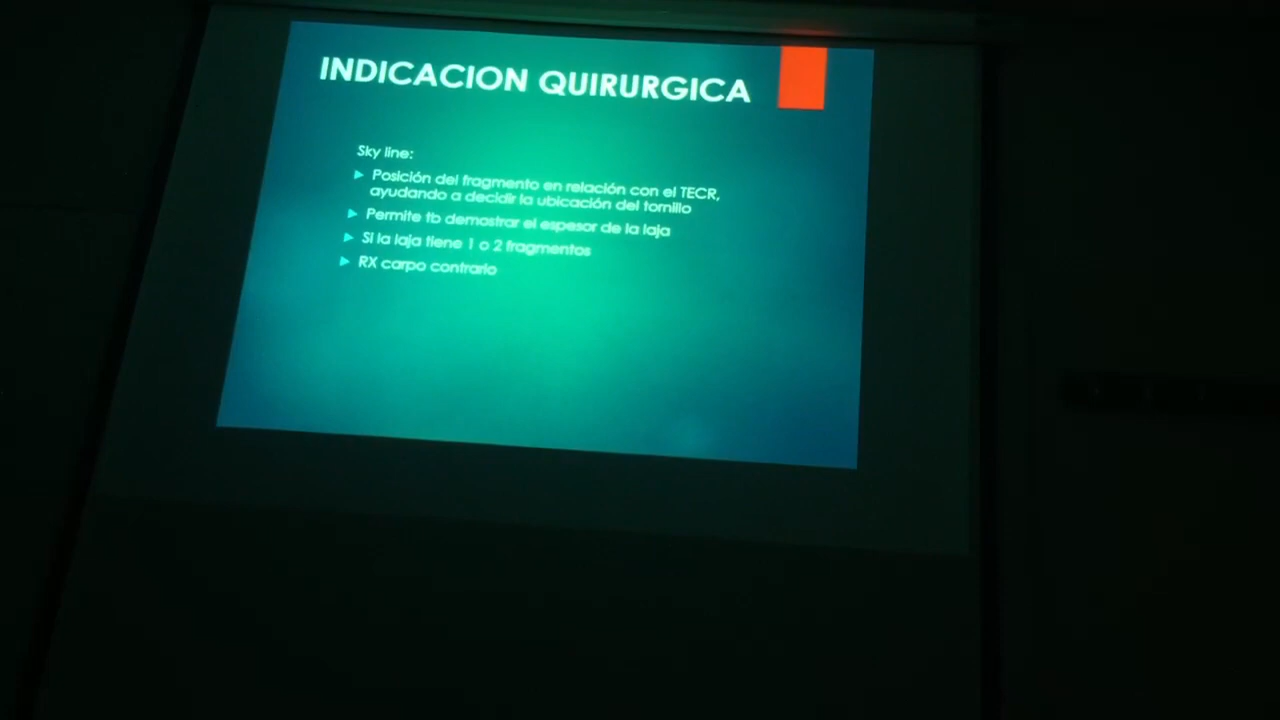 INDICACION QUIRURGICA
Sky line:
Posición del fragmento en relación con el TECR,
ayudando a decidir la ubicación del tornillo
Permite tb demostrar el espesor de la laja
Si la laja tiene 1 o 2 fragmentos
RX carpo contrario